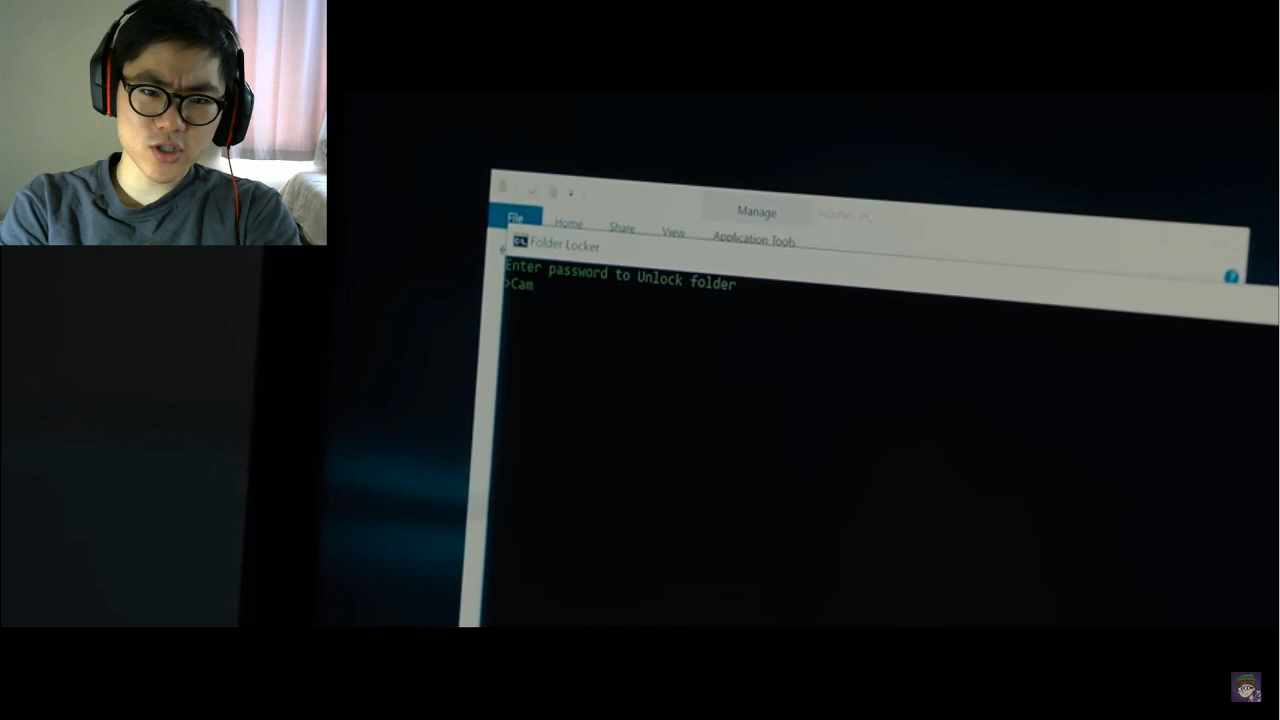 Manage
File Home Share View Application Tools
Folder Locker
Enter password to Unlock folder
>Cam